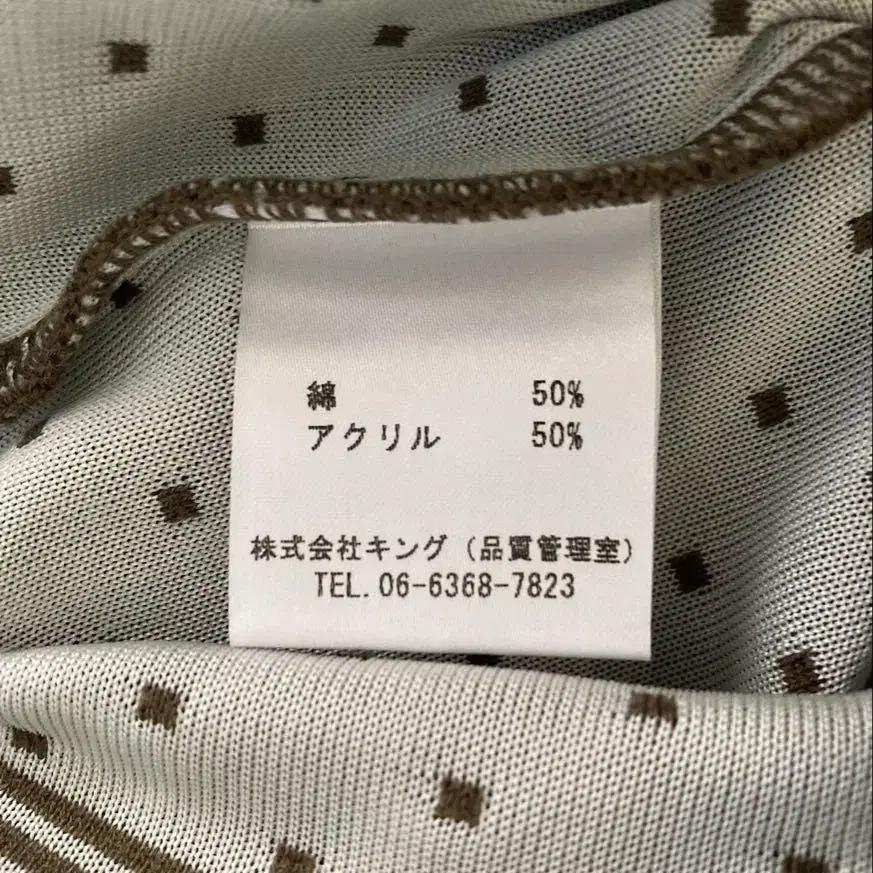 綿 50%
アクリル 50%
株式会社キング(品質管理室)
TEL.06-6368-7823